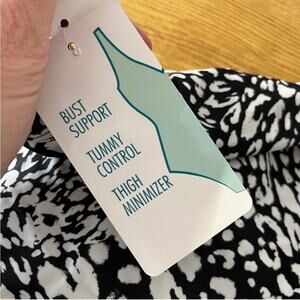 BUST
SUPPORT
TUMMY
CONTROL
THIGH
MINIMIZER